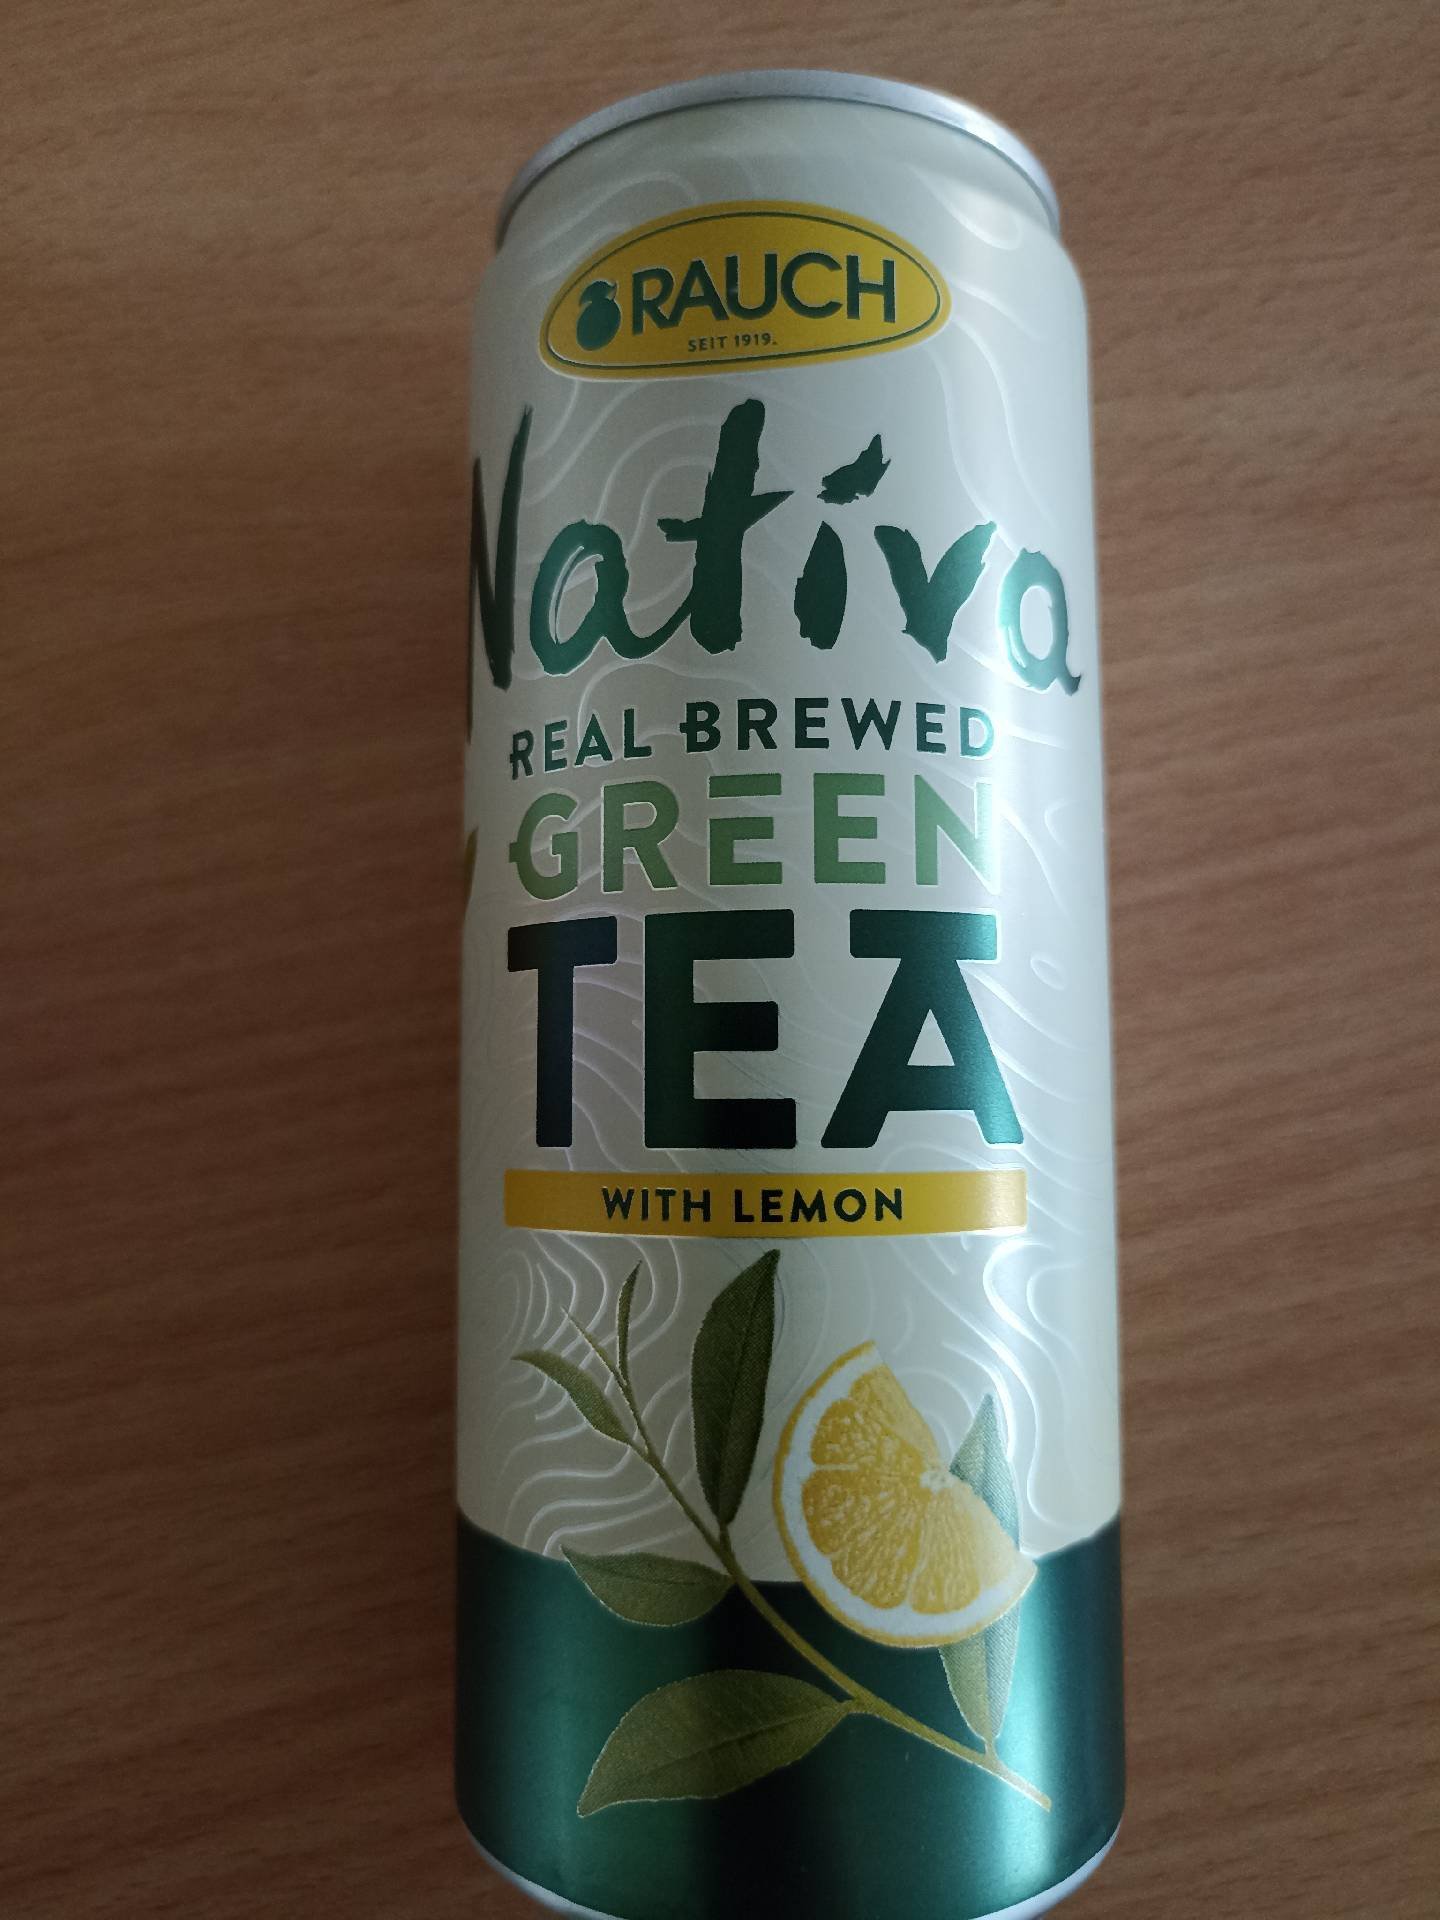 RAUCH
SEIT 1919.
Nativa
REAL BREWED
GREEN
TEA
WITH LEMON